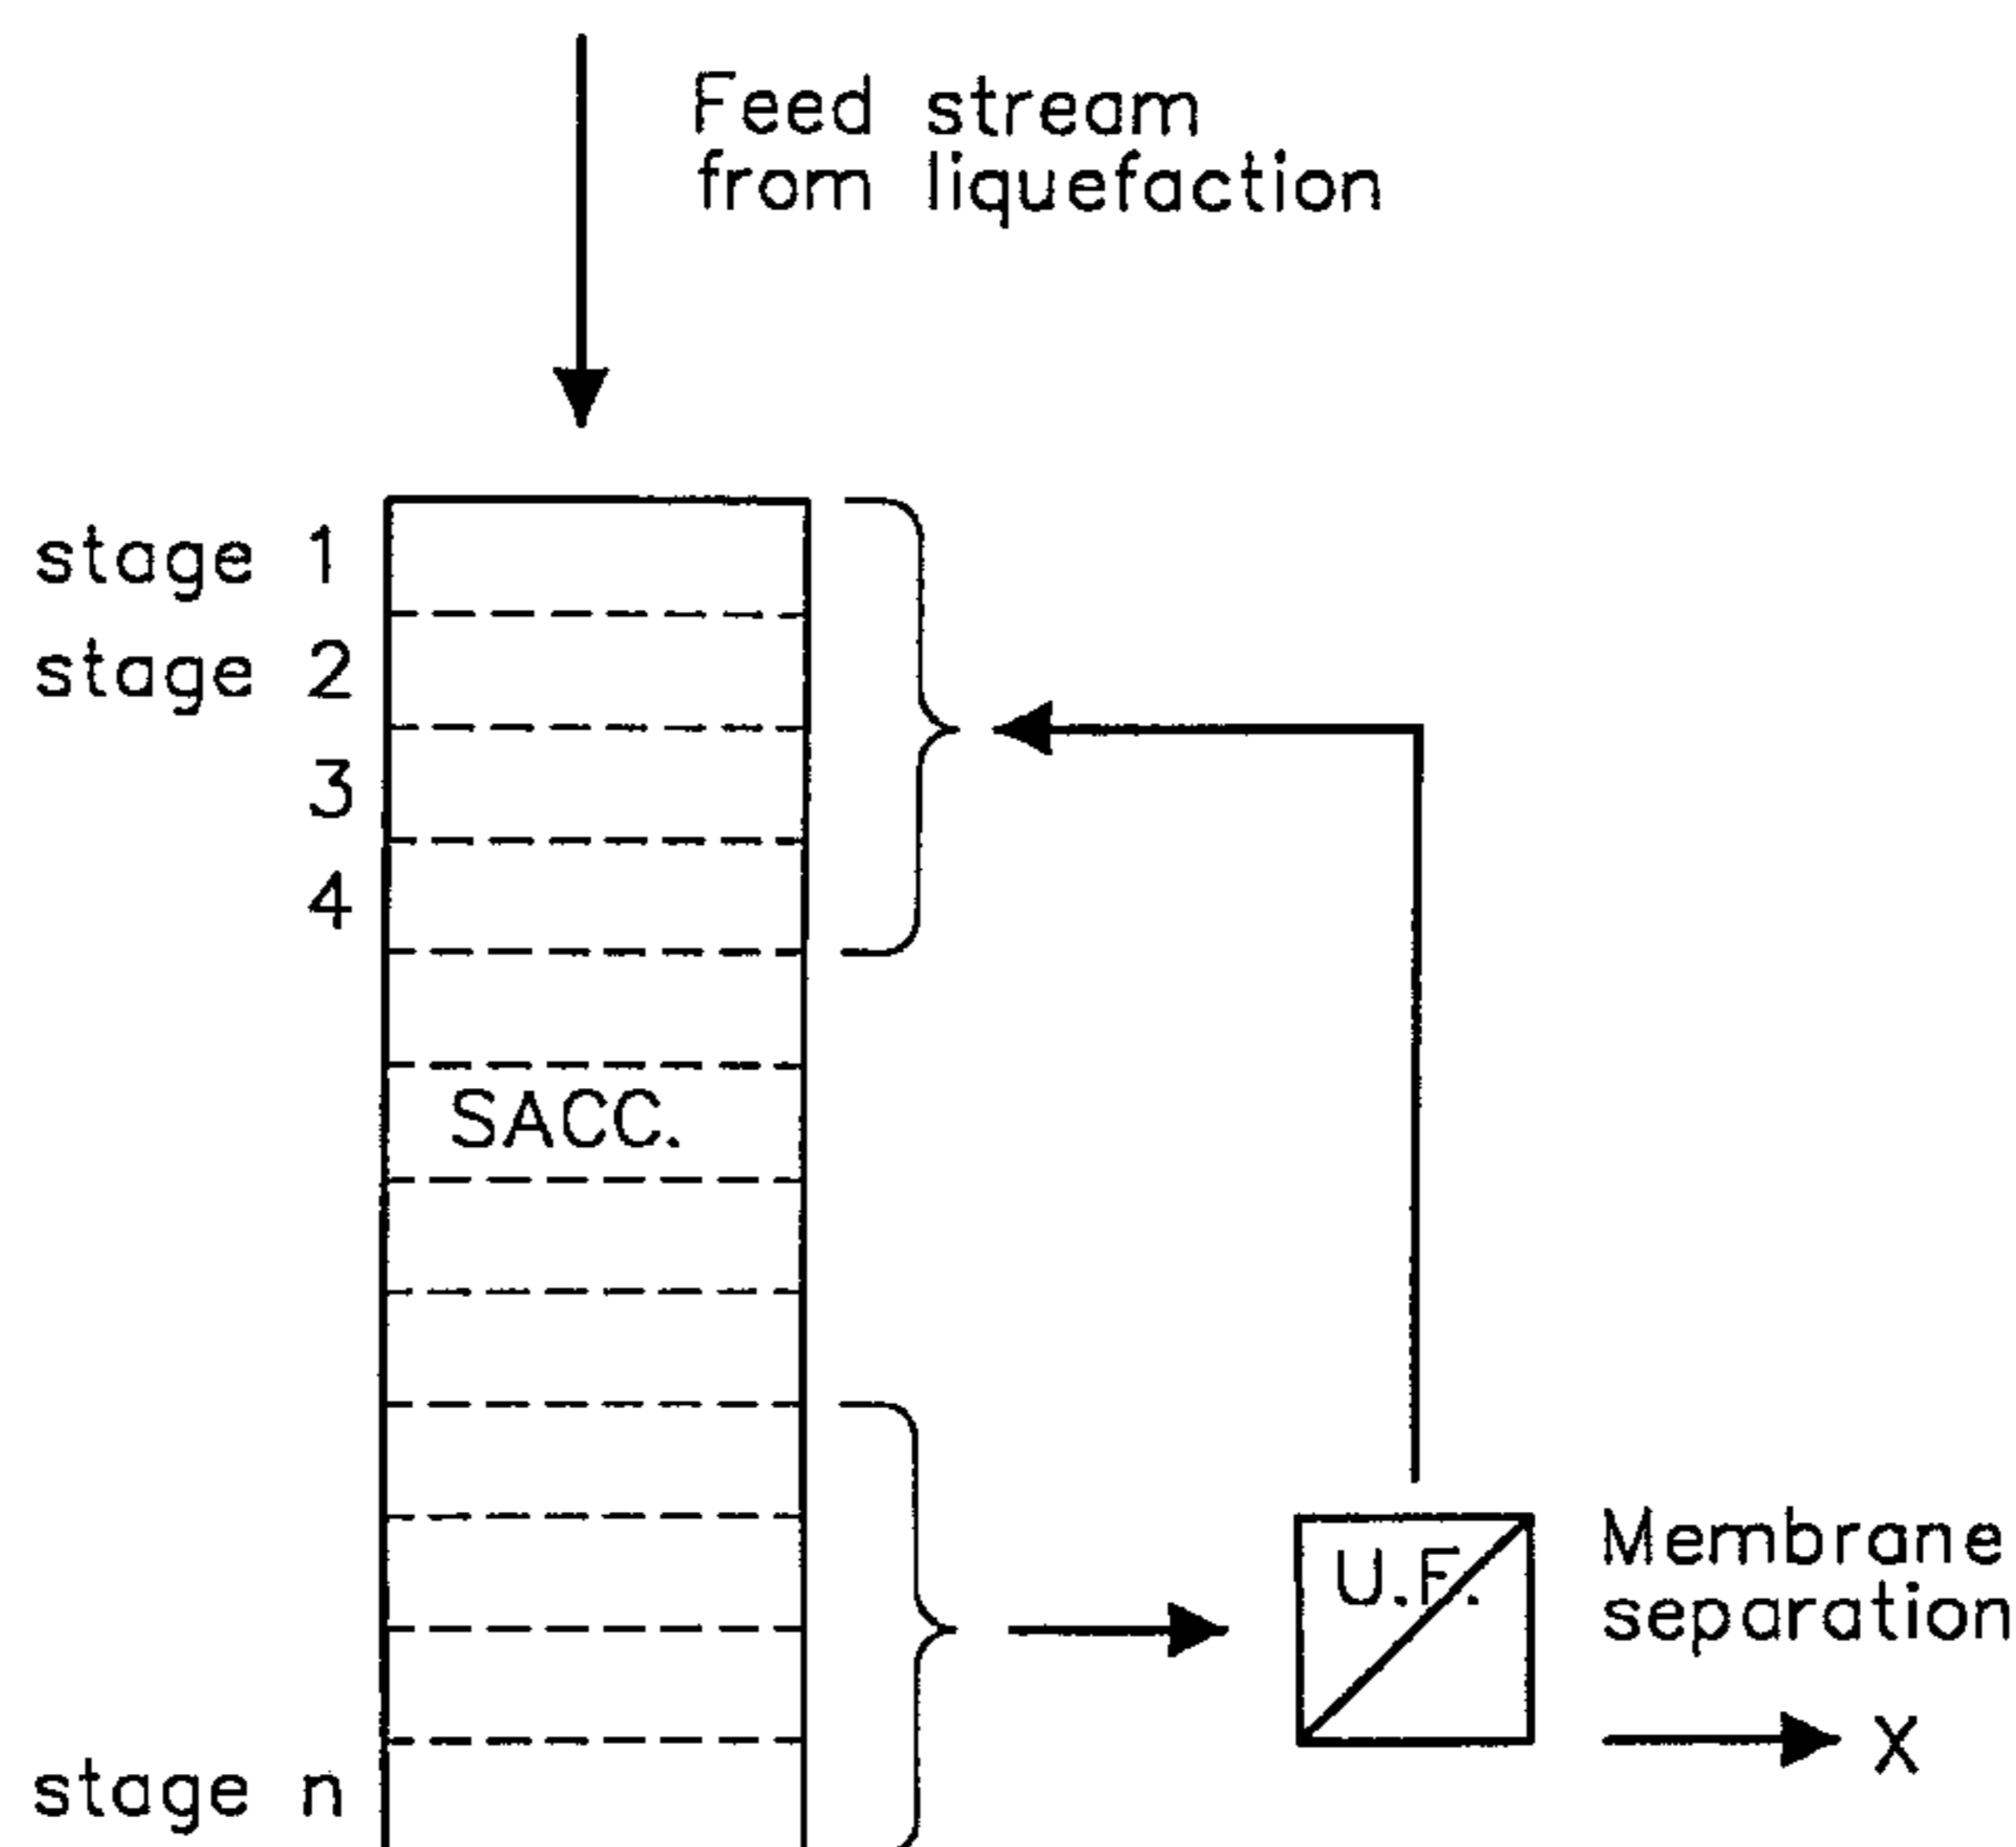 Feed stream
from liquefaction
stage 1
stage 2
3
4
SACC.
U.F.
Membrane
separation
X
stage n